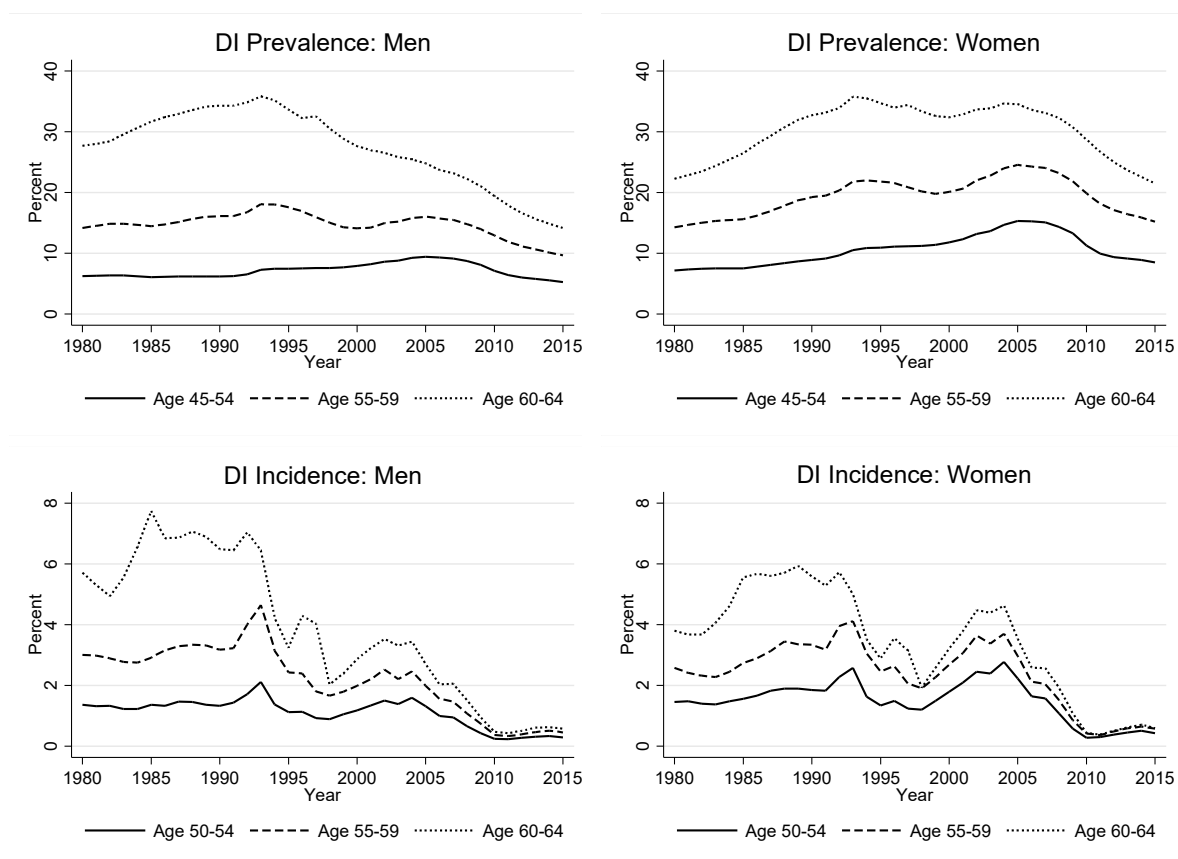 DI Prevalence: Men
Percent
40
30
20
10
0
1980 1985 1990 1995 2000 2005 2010 2015
Year
Age 45-54 Age 55-59 Age 60-64
DI Prevalence: Women
Percent
40
30
20
10
0
1980 1985 1990 1995 2000 2005 2010 2015
Year
Age 45-54 Age 55-59 Age 60-64
DI Incidence: Men
Percent
8
6
4
2
0
1980 1985 1990 1995 2000 2005 2010 2015
Year
Age 50-54 Age 55-59 Age 60-64
DI Incidence: Women
Percent
8
6
4
2
0
1980 1985 1990 1995 2000 2005 2010 2015
Year
Age 50-54 Age 55-59 Age 60-64